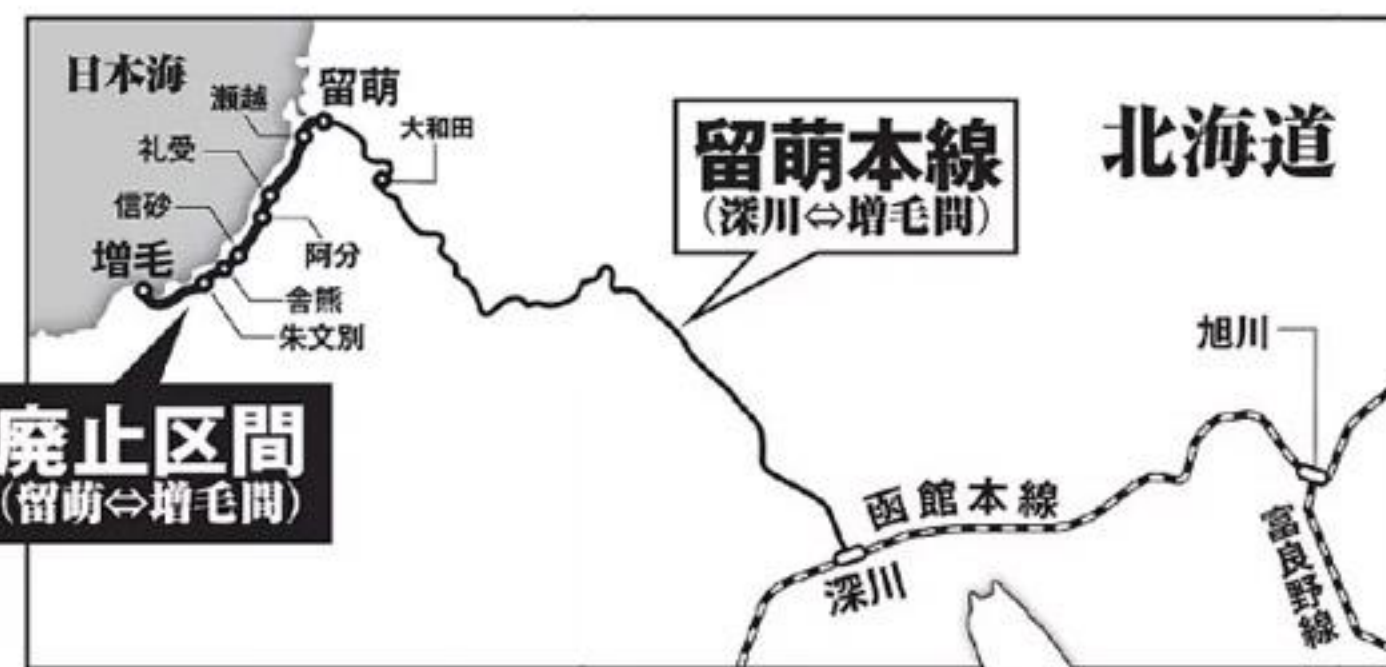 日本海
瀬越
留萌
大和田
礼受
信砂
増毛
阿分
舎熊
朱文別
留萌本線
(深川⇔増毛間)
北海道
旭川
廃止区間
(留萌⇔増毛間)
函館本線
深川
富良野線